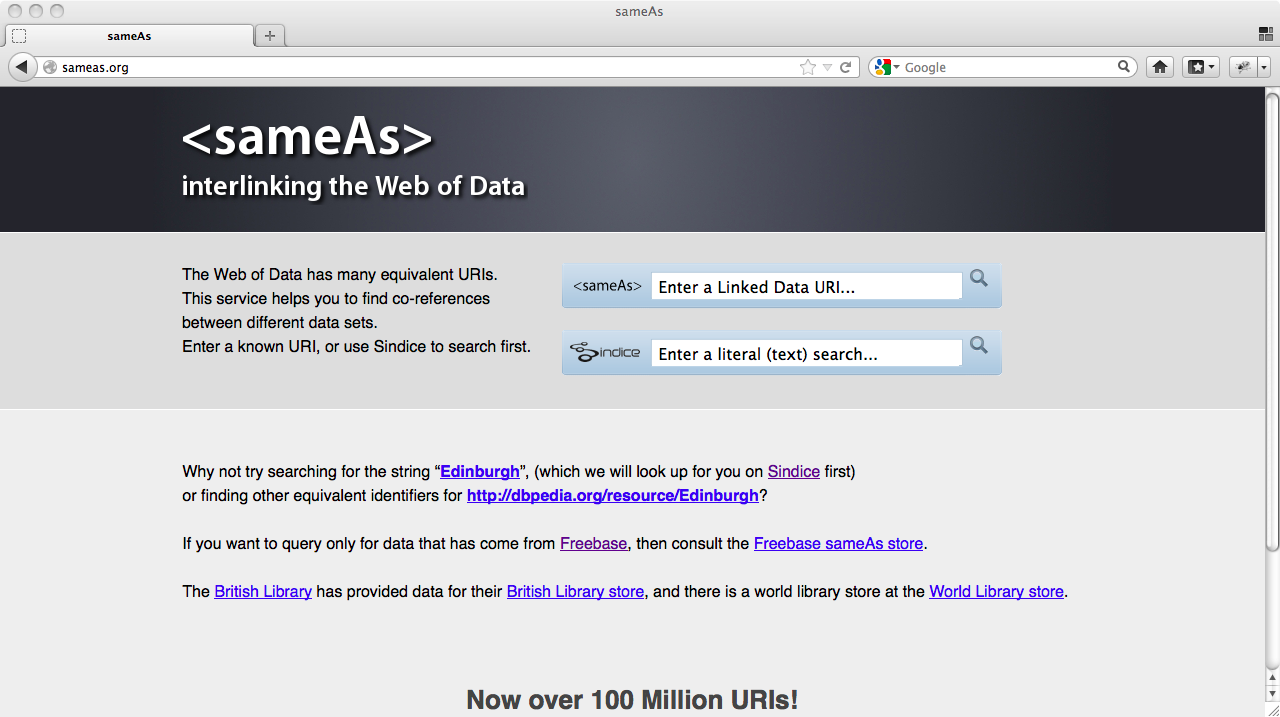 sameAs
sameAs
sameas.org
Google
<sameAs>
interlinking the Web of Data
The Web of Data has many equivalent URIs.
This service helps you to find co-references
between different data sets.
Enter a known URI, or use Sindice to search first.
<sameAs> Enter a Linked Data URI...
sindice Enter a literal (text) search...
Why not try searching for the string “Edinburgh”, (which we will look up for you on Sindice first)
or finding other equivalent identifiers for http://dbpedia.org/resource/Edinburgh?
If you want to query only for data that has come from Freebase, then consult the Freebase sameAs store.
The British Library has provided data for their British Library store, and there is a world library store at the World Library store.
Now over 100 Million URIs!